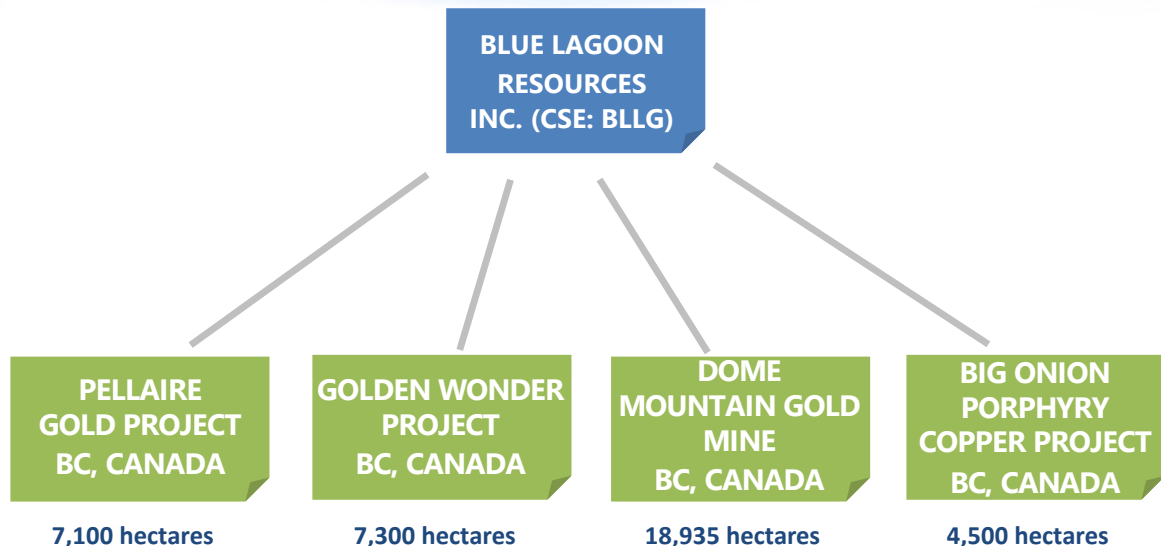 BLUE LAGOON
RESOURCES
INC. (CSE: BLLG)
PELLAIRE
GOLD PROJECT
BC, CANADA
GOLDEN WONDER
PROJECT
BC, CANADA
DOME
MOUNTAIN GOLD
MINE
BC, CANADA
BIG ONION
PORPHYRY
COPPER PROJECT
BC, CANADA
7,100 hectares
7,300 hectares
18,935 hectares
4,500 hectares